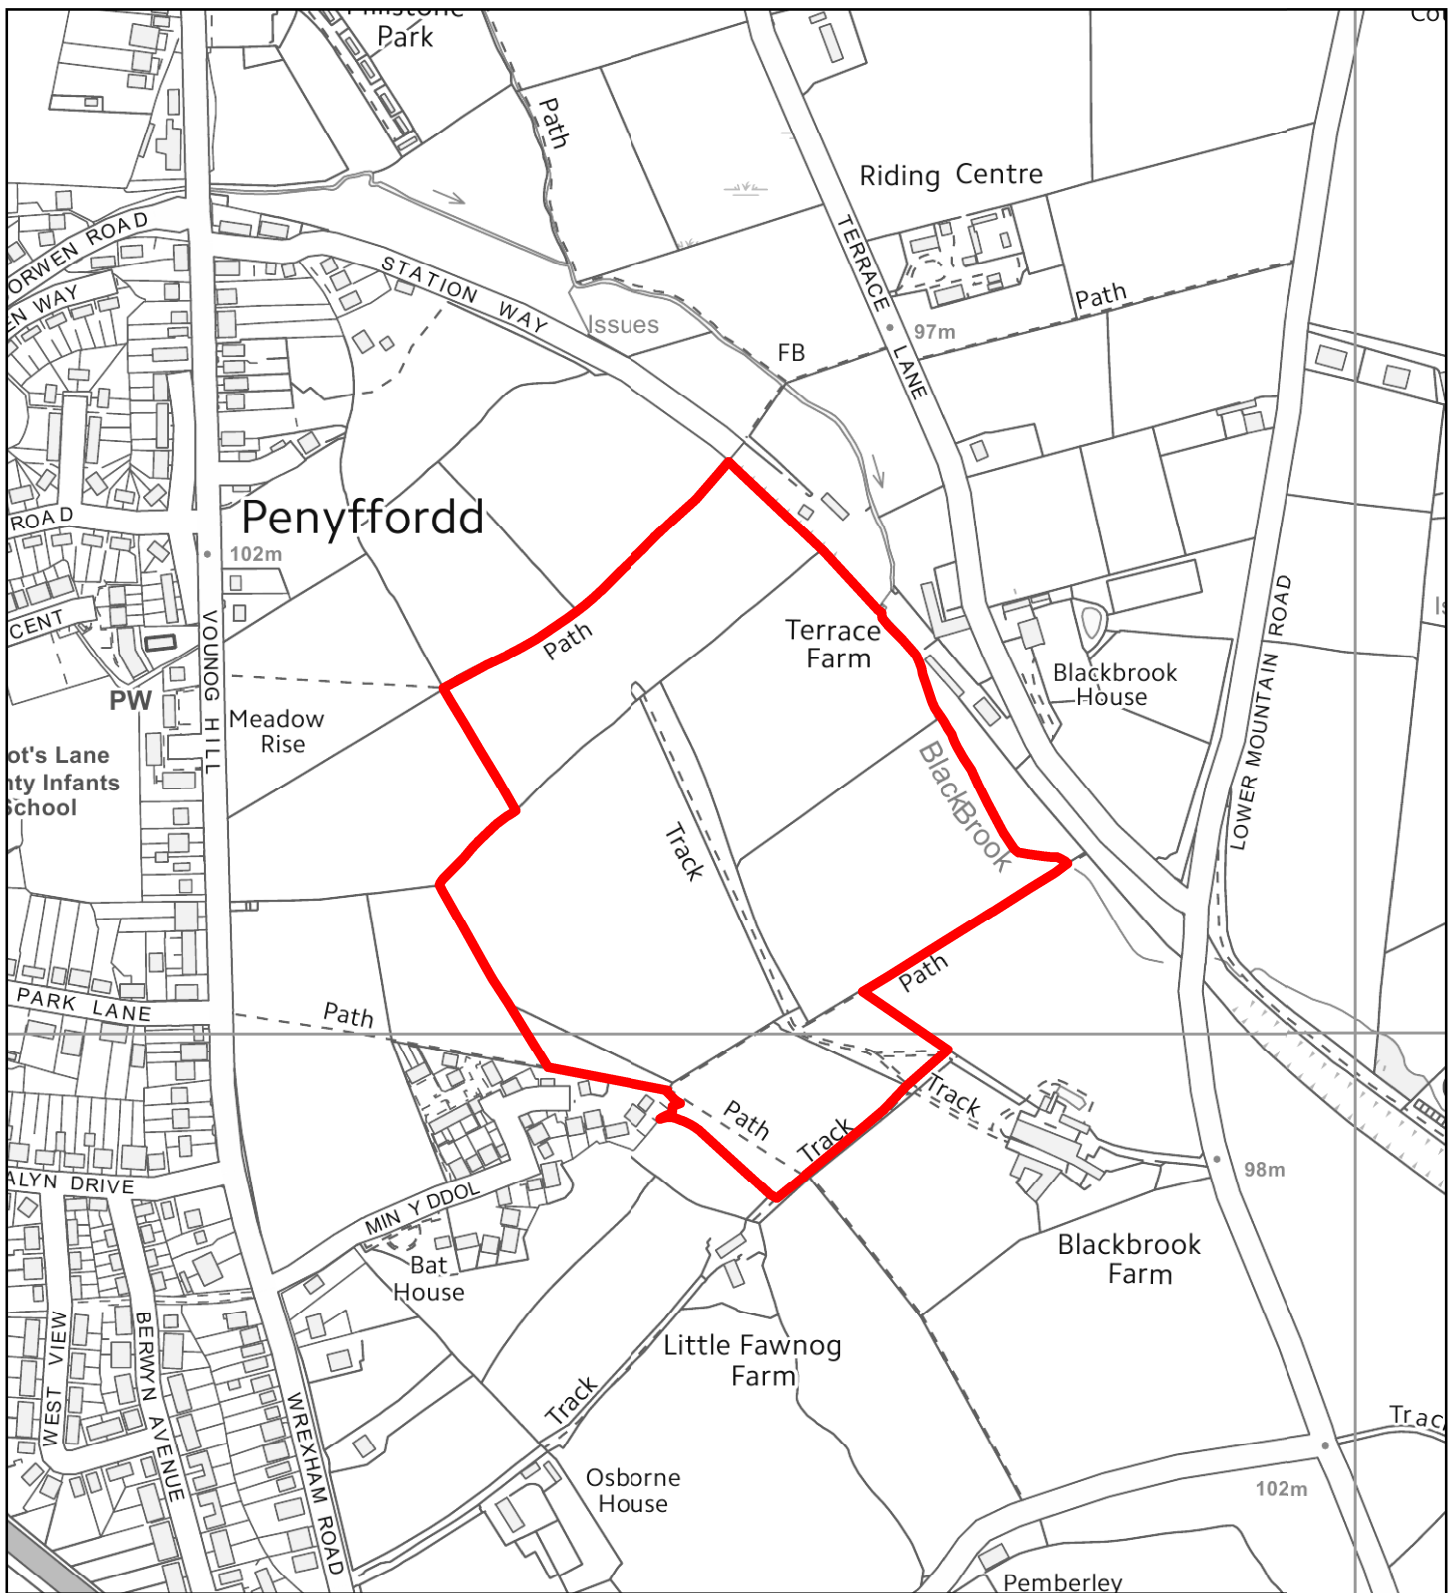 Park
Path
Riding Centre
ORWEN ROAD
EN WAY
STATION WAY
TERRACE
LANE
Issues
Path
97m
FB
Penyffordd
ROAD
102m
CENT
PW
VOUNOG HILL
Path
Terrace
Farm
Blackbrook
House
LOWER MOUNTAIN ROAD
Meadow
Rise
ot's Lane
nty Infants
School
Black Brook
Track
Path
PARK LANE
Path
Track
Path
Track
98m
ALYN DRIVE
MIN Y DDOL
Bat
House
Blackbrook
Farm
Little Fawnog
Farm
WEST VIEW
BERWYN AVENUE
WREXHAM ROAD
Track
Osborne
House
Trac
102m
Pemberley